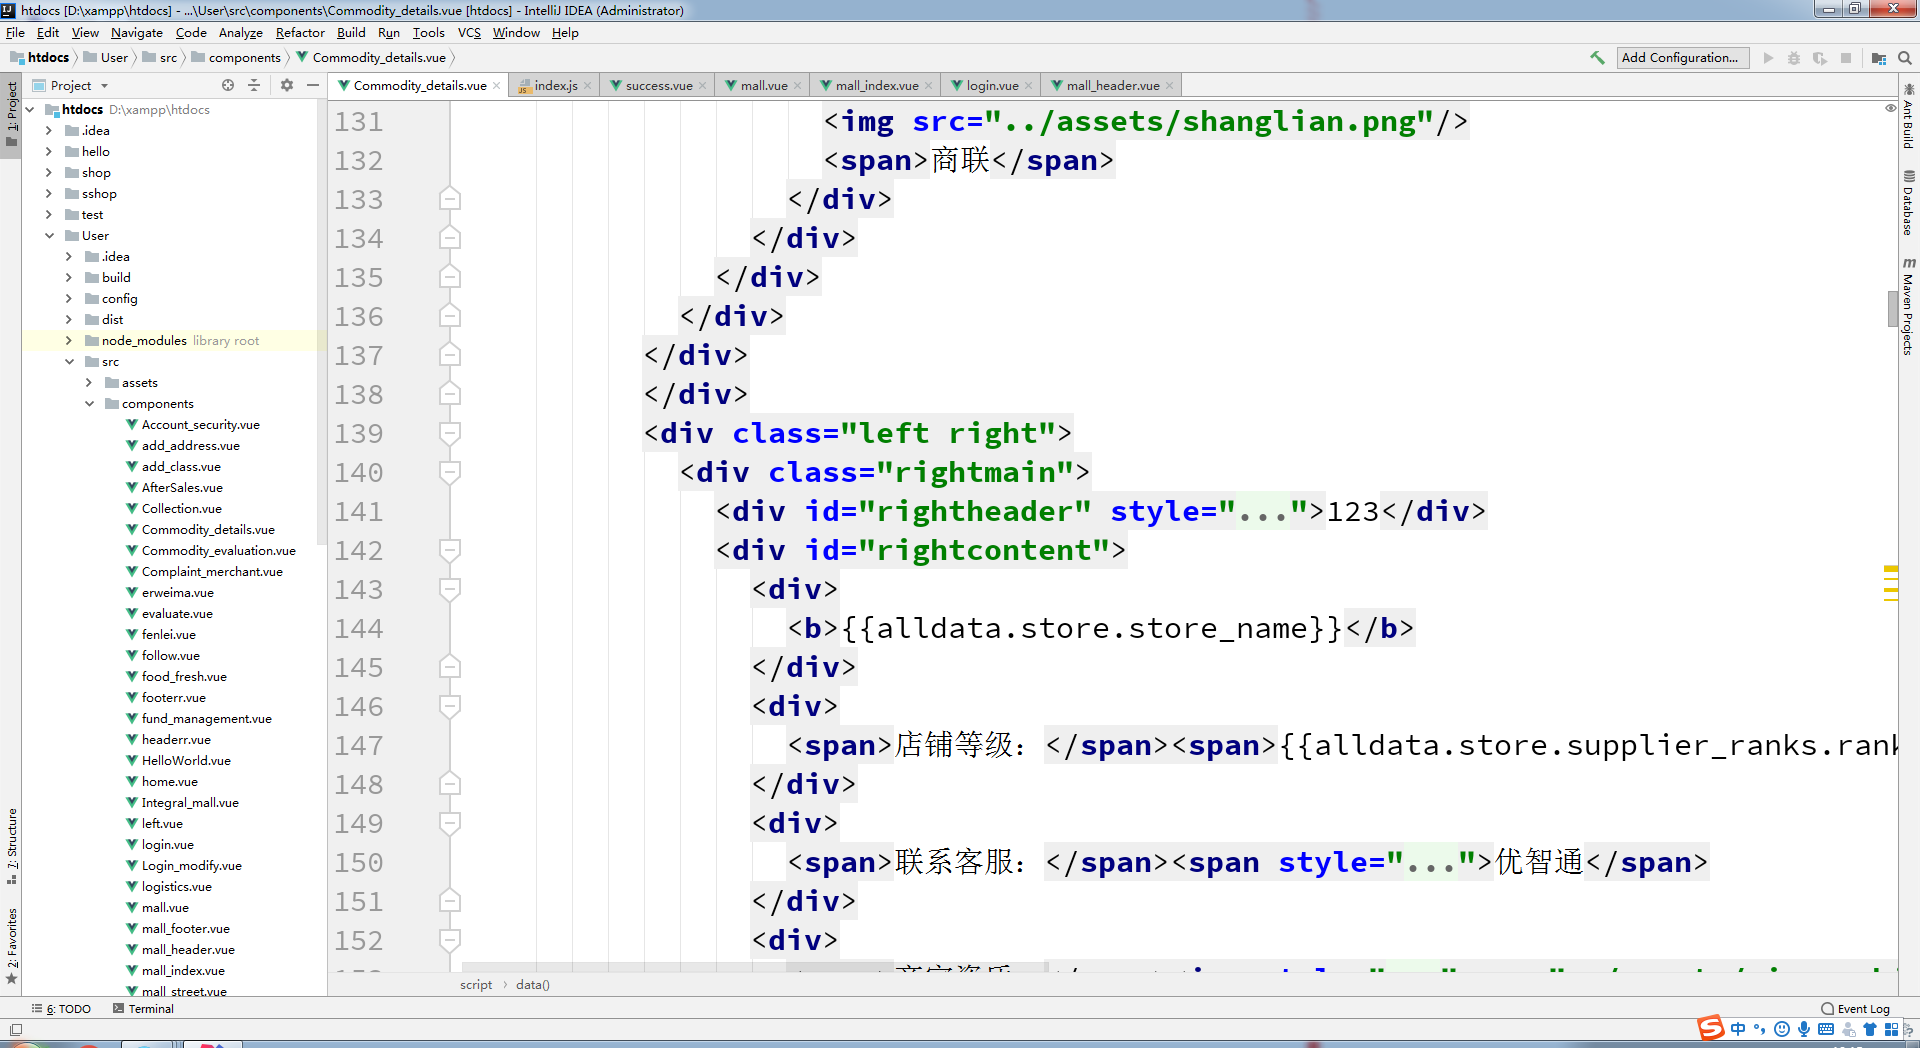 htdocs [D:\xampp\htdocs] - ...\User\src\components\Commodity_details.vue [htdocs] - IntelliJ IDEA (Administrator)
File Edit View Navigate Code Analyze Refactor Build Run Tools VCS Window Help
htdocs User src components Commodity_details.vue
Add Configuration...
Project
Commodity_details.vue index.js success.vue mall.vue mall_index.vue login.vue mall_header.vue
1: Project
7: Structure
2: Favorites
htdocs D:\xampp\htdocs
.idea
hello
shop
sshop
test
User
.idea
build
config
dist
node_modules library root
src
assets
components
Account_security.vue
add_address.vue
add_class.vue
AfterSales.vue
Collection.vue
Commodity_details.vue
Commodity_evaluation.vue
Complaint_merchant.vue
erweima.vue
evaluate.vue
fenlei.vue
follow.vue
food_fresh.vue
footerr.vue
fund_management.vue
headerr.vue
HelloWorld.vue
home.vue
Integral_mall.vue
left.vue
login.vue
Login_modify.vue
logistics.vue
mall.vue
mall_footer.vue
mall_header.vue
mall_index.vue
mall_street.vue
131 <img src="../assets/shanglian.png"/>
132 <span>商联</span>
133 </div>
134 </div>
135 </div>
136 </div>
137 </div>
138 </div>
139 <div class="left right">
140 <div class="rightmain">
141 <div id="rightheader" style="...">123</div>
142 <div id="rightcontent">
143 <div>
144 <b>{{alldata.store.store_name}}</b>
145 </div>
146 <div>
147 <span>店铺等级：</span><span>{{alldata.store.supplier_ranks.rank
148 </div>
149 <div>
150 <span>联系客服：</span><span style="...">优智通</span>
151 </div>
152 <div>
script data()
Ant Build
Database
Maven Projects
6: TODO Terminal
Event Log
中